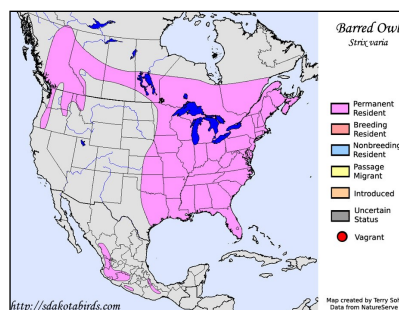 Barred Owl
Strix varia
Permanent
Resident
Breeding
Resident
Nonbreeding
Resident
Passage
Migrant
Introduced
Uncertain
Status
Vagrant
Map created by Terry
Data from NatureServe
http://sdakotabirds.com